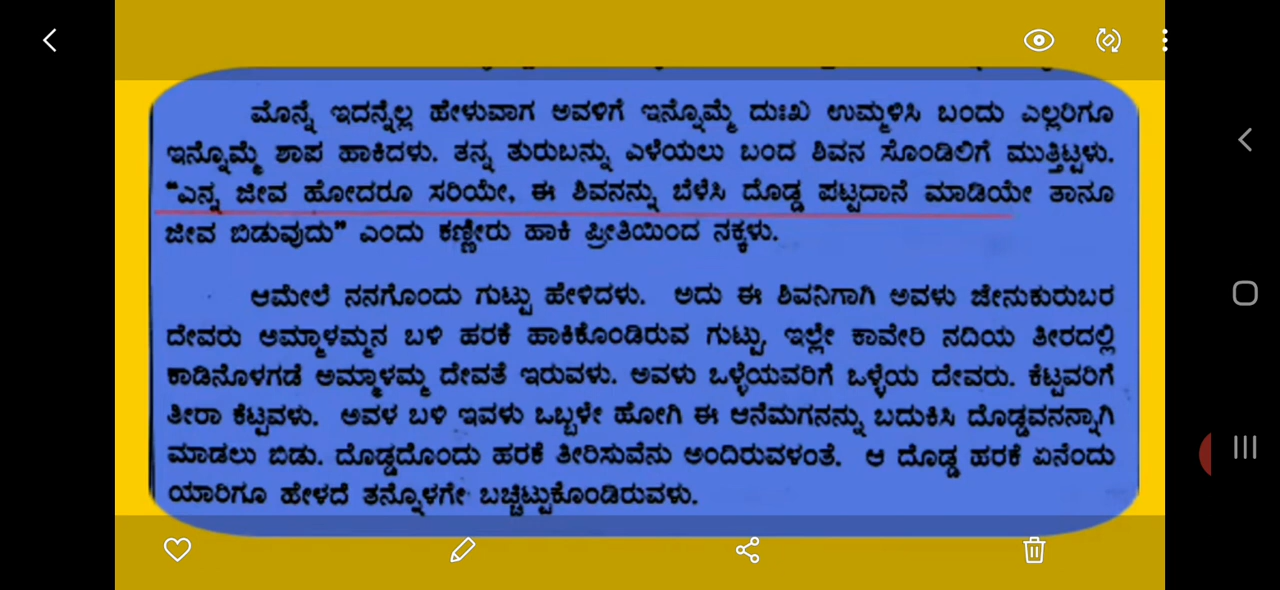 ಮೊನ್ನೆ ಇದನ್ನೆಲ್ಲ ಹೇಳುವಾಗ ಅವಳಿಗೆ ಇನ್ನೊಮ್ಮೆ ದುಃಖ ಉಮ್ಮಳಿಸಿ ಬಂದು ಎಲ್ಲರಿಗೂ
ಇನ್ನೊಮ್ಮೆ ಶಾಪ ಹಾಕಿದಳು. ತನ್ನ ತುರುಬನ್ನು ಎಳೆಯಲು ಬಂದ ಶಿವನ ಸೊಂಡಿಲಿಗೆ ಮುತ್ತಿಟ್ಟಳು.
“ಎನ್ನ ಜೀವ ಹೋದರೂ ಸರಿಯೇ, ಈ ಶಿವನನ್ನು ಬೆಳೆಸಿ ದೊಡ್ಡ ಪಟ್ಟದಾನೆ ಮಾಡಿಯೇ ತಾನೂ
ಜೀವ ಬಿಡುವುದು” ಎಂದು ಕಣ್ಣೀರು ಹಾಕಿ ಪ್ರೀತಿಯಿಂದ ನಕ್ಕಳು.
ಆಮೇಲೆ ನನಗೊಂದು ಗುಟ್ಟು ಹೇಳಿದಳು. ಅದು ಈ ಶಿವನಿಗಾಗಿ ಅವಳು ಜೇನುಕುರುಬರ
ದೇವರು ಅಮ್ಮಾಳಮ್ಮನ ಬಳಿ ಹರಕೆ ಹಾಕಿಕೊಂಡಿರುವ ಗುಟ್ಟು. ಇಲ್ಲೇ ಕಾವೇರಿ ನದಿಯ ತೀರದಲ್ಲಿ
ಕಾಡಿನೊಳಗಡೆ ಅಮ್ಮಾಳಮ್ಮ ದೇವತೆ ಇರುವಳು. ಅವಳು ಒಳ್ಳೆಯವರಿಗೆ ಒಳ್ಳೆಯ ದೇವರು. ಕೆಟ್ಟವರಿಗೆ
ತೀರಾ ಕೆಟ್ಟವಳು. ಅವಳ ಬಳಿ ಇವಳು ಒಬ್ಬಳೇ ಹೋಗಿ ಈ ಆನೆಮಗನನ್ನು ಬದುಕಿಸಿ ದೊಡ್ಡವನನ್ನಾಗಿ
ಮಾಡಲು ಬಿಡು. ದೊಡ್ಡದೊಂದು ಹರಕೆ ತೀರಿಸುವೆನು ಅಂದಿರುವಳಂತೆ. ಆ ದೊಡ್ಡ ಹರಕೆ ಏನೆಂದು
ಯಾರಿಗೂ ಹೇಳದೆ ತನ್ನೊಳಗೇ ಬಚ್ಚಿಟ್ಟುಕೊಂಡಿರುವಳು.